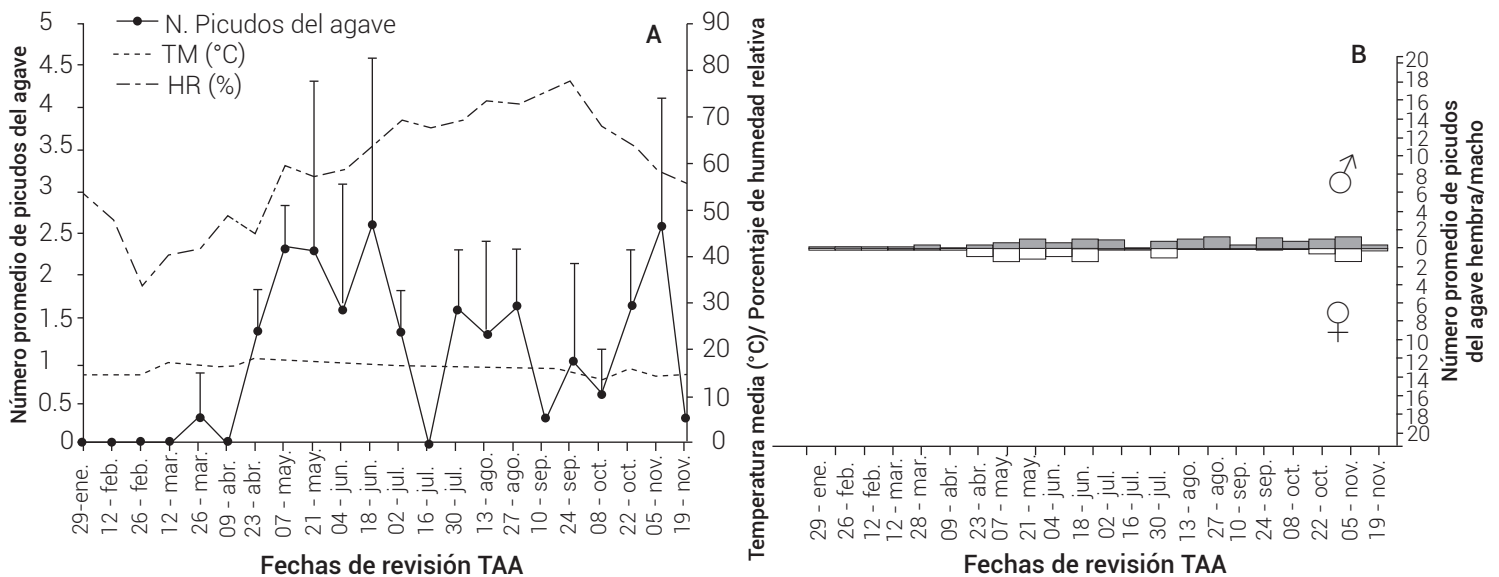 Número promedio de picudos del agave
5
4.5
4
3.5
3
2.5
2
1.5
1
0.5
0
N. Picudos del agave
TM (°C)
HR (%)
A
90
80
70
60
50
40
30
20
10
0
Temperatura media (°C)/ Porcentaje de humedad relativa
29-ene.
12 - feb.
26 - feb.
12 - mar.
26 - mar.
09 - abr.
23 - abr.
07 - may.
21 - may.
04 - jun.
18 - jun.
02 - jul.
16 - jul.
30 - jul.
13 - ago.
27 - ago.
10 - sep.
24 - sep.
08 - oct.
22 - oct.
05 - nov.
19 - nov.
Fechas de revisión TAA
B
20
18
16
14
12
10
8
6
4
2
0
2
4
6
8
10
12
14
16
18
20
♂
♀
Número promedio de picudos
del agave hembra/macho
29 - ene.
26 - feb.
12 - feb.
12 - mar.
28 - mar.
09 - abr.
23 - abr.
07 - may.
21 - may.
04 - jun.
18 - jun.
02 - jul.
16 - jul.
30 - jul.
13 - ago.
27 - ago.
10 - sep.
24 - sep.
08 - oct.
22 - oct.
05 - nov.
19 - nov.
Fechas de revisión TAA